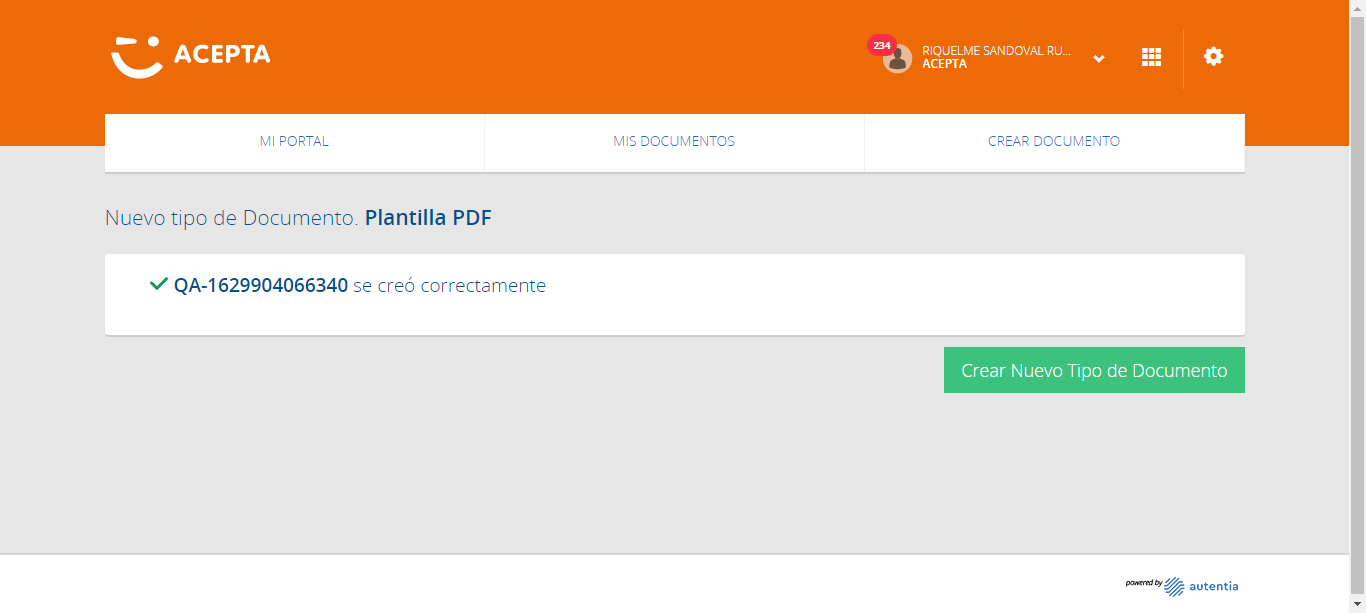 ACEPTA
234
RIQUELME SANDOVAL RU...
ACEPTA
MI PORTAL
MIS DOCUMENTOS
CREAR DOCUMENTO
Nuevo tipo de Documento. Plantilla PDF
QA-1629904066340 se creó correctamente
Crear Nuevo Tipo de Documento
powered by autentia